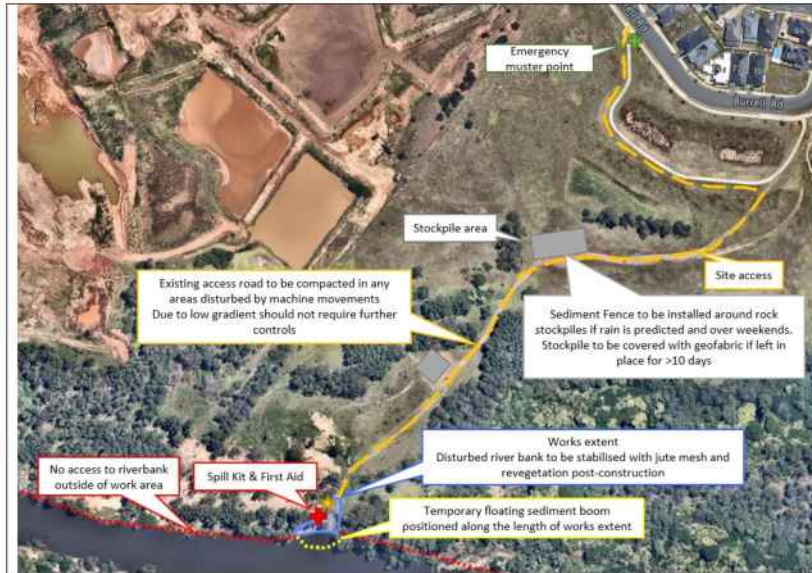 Emergency
muster point
Burrell Rd
Stockpile area
Site access
Existing access road to be compacted in any
areas disturbed by machine movements
Due to low gradient should not require further
controls
Sediment Fence to be installed around rock
stockpiles if rain is predicted and over weekends.
Stockpile to be covered with geofabric if left in
place for >10 days
Works extent
Disturbed river bank to be stabilised with jute mesh and
revegetation post-construction
No access to riverbank
outside of work area
Spill Kit & First Aid
Temporary floating sediment boom
positioned along the length of works extent